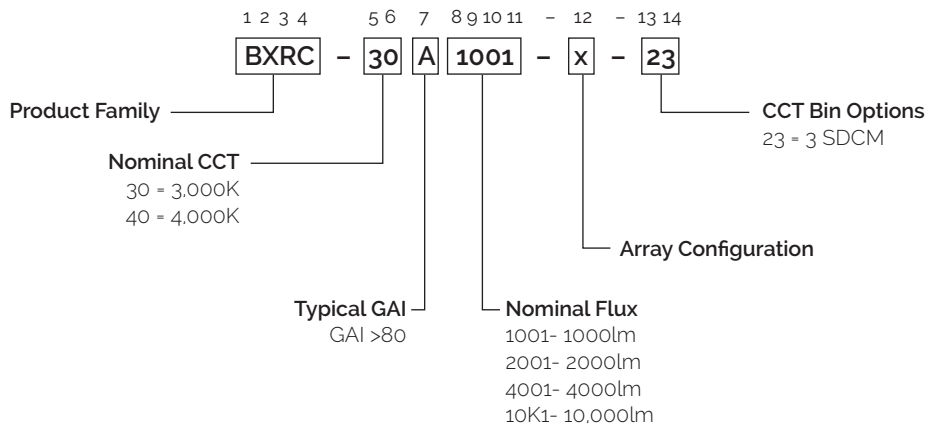 1 2 3 4 5 6 7 8 9 10 11 – 12 – 13 14
BXRC – 30 A 1001 - x - 23
Product Family
CCT Bin Options
23 = 3 SDCM
Nominal CCT
30 = 3,000K
40 = 4,000K
Array Configuration
Typical GAI
GAI >80
Nominal Flux
1001- 1000lm
2001- 2000lm
4001- 4000lm
10K1- 10,000lm